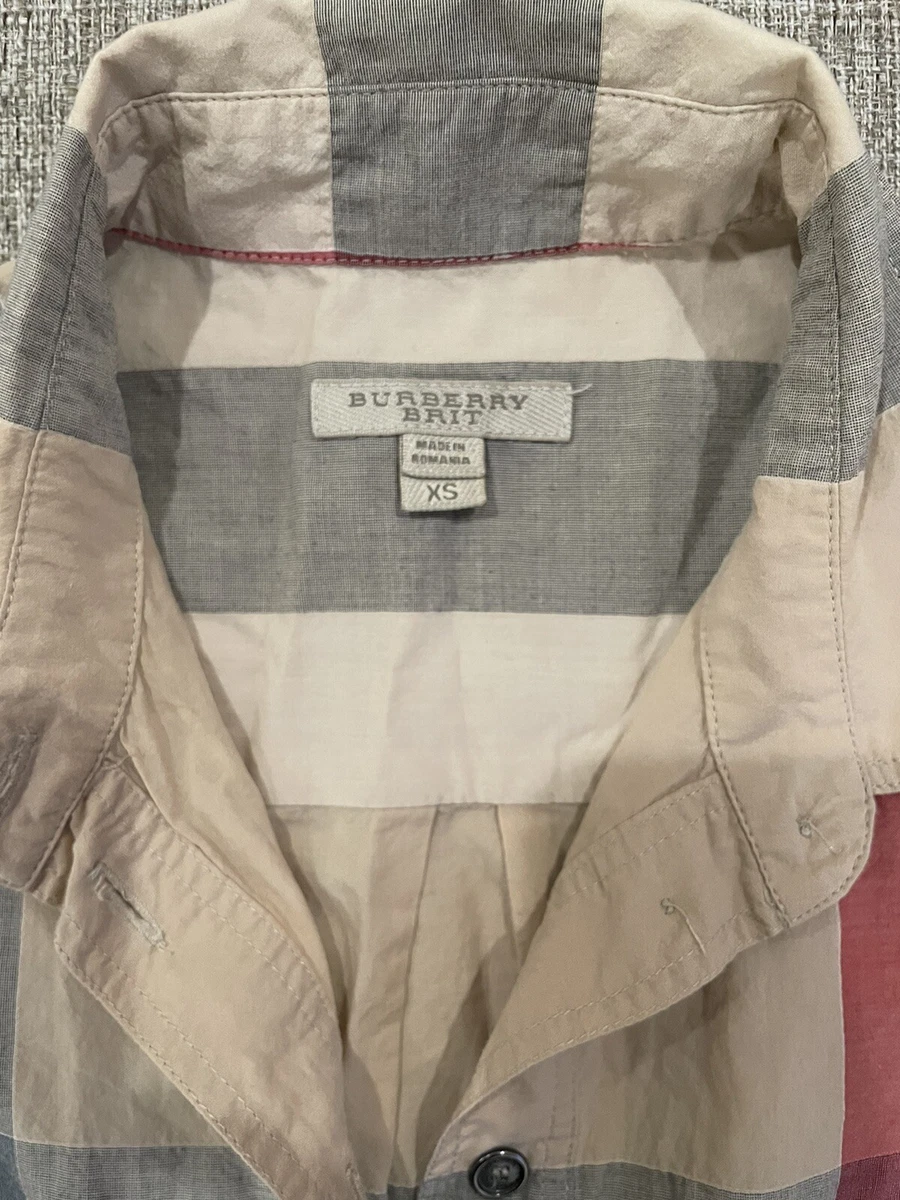 BURBERRY
BRIT
MADE IN
ROMANIA
XS